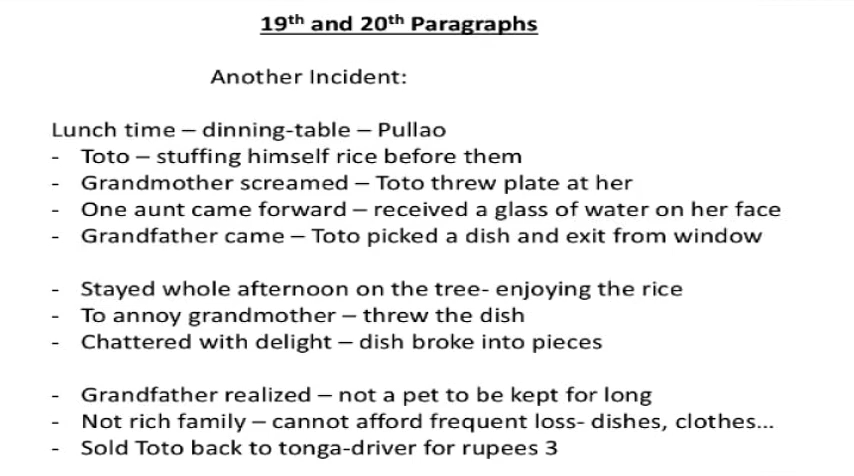 19th and 20th Paragraphs
Another Incident:
Lunch time – dinning-table – Pullao
- Toto – stuffing himself rice before them
- Grandmother screamed – Toto threw plate at her
- One aunt came forward – received a glass of water on her face
- Grandfather came – Toto picked a dish and exit from window
- Stayed whole afternoon on the tree- enjoying the rice
- To annoy grandmother – threw the dish
- Chattered with delight – dish broke into pieces
- Grandfather realized – not a pet to be kept for long
- Not rich family – cannot afford frequent loss- dishes, clothes...
- Sold Toto back to tonga-driver for rupees 3